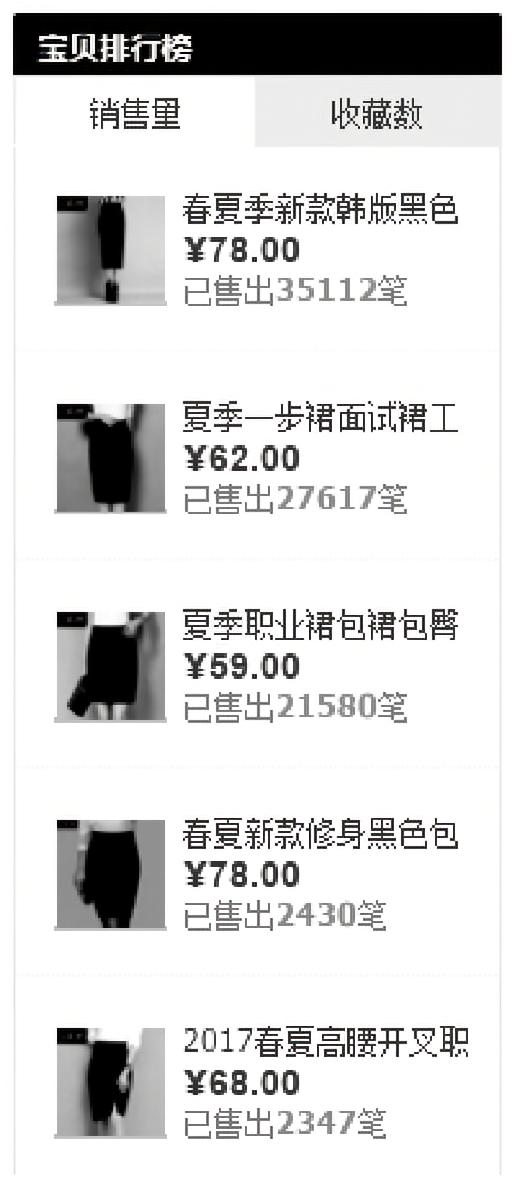 宝贝排行榜
销售量 收藏数
春夏季新款韩版黑色
¥78.00
已售出35112笔
夏季一步裙面试裙工
¥62.00
已售出27617笔
夏季职业裙包裙包臀
¥59.00
已售出21580笔
春夏新款修身黑色包
¥78.00
已售出2430笔
2017春夏高腰开叉职
¥68.00
已售出2347笔